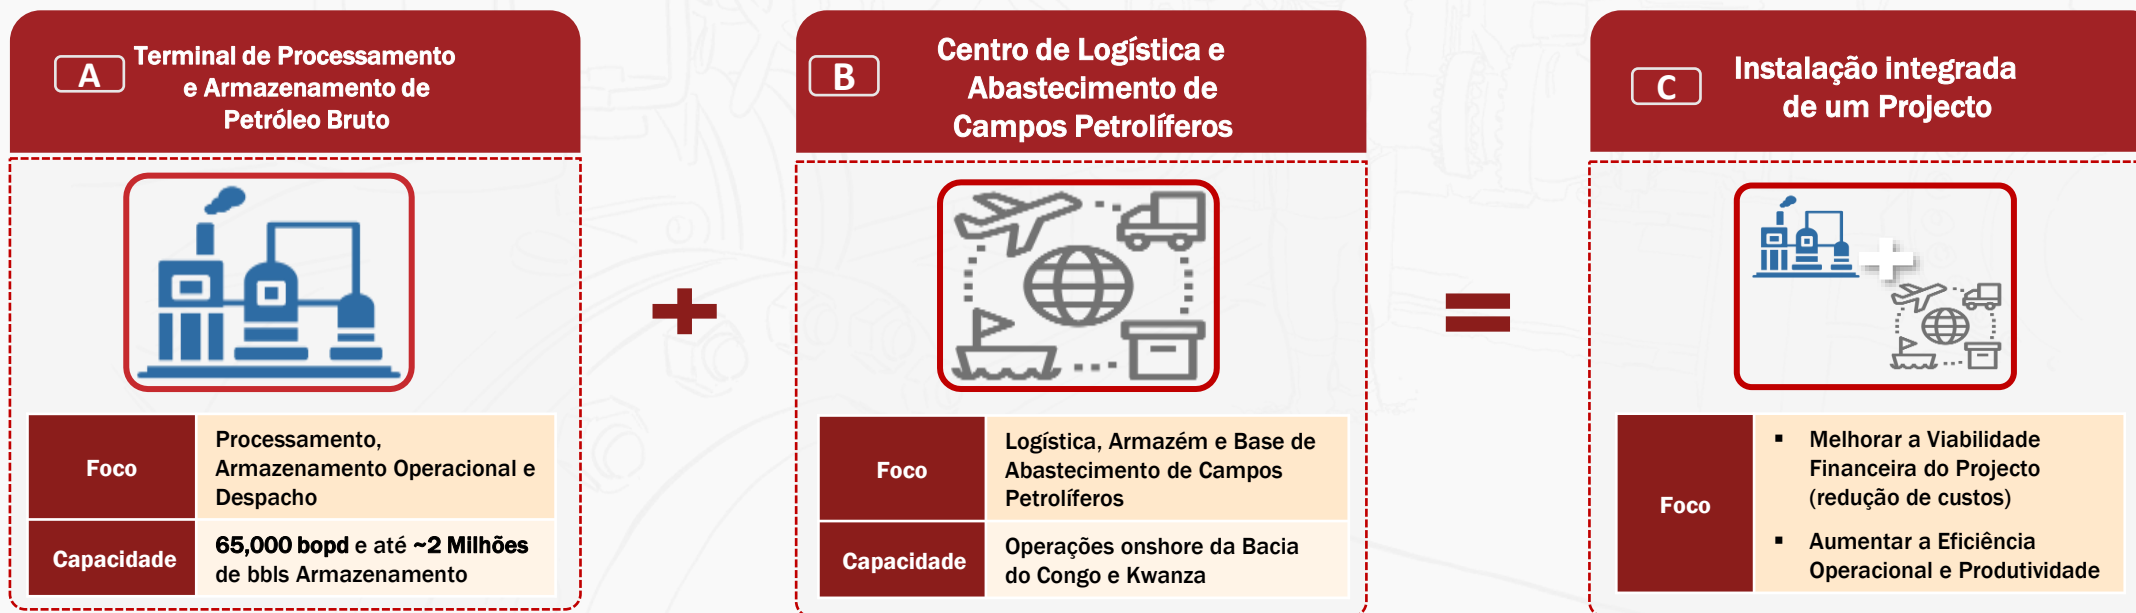 A
Terminal de Processamento
e Armazenamento de
Petróleo Bruto
Foco
Processamento,
Armazenamento Operacional e
Despacho
Capacidade
65,000 bopd e até ~2 Milhões
de bbls Armazenamento
+
B
Centro de Logística e
Abastecimento de
Campos Petrolíferos
Foco
Logística, Armazém e Base de
Abastecimento de Campos
Petrolíferos
Capacidade
Operações onshore da Bacia
do Congo e Kwanza
=
C
Instalação integrada
de um Projecto
Foco
▪ Melhorar a Viabilidade
Financeira do Projecto
(redução de custos)
▪ Aumentar a Eficiência
Operacional e Produtividade